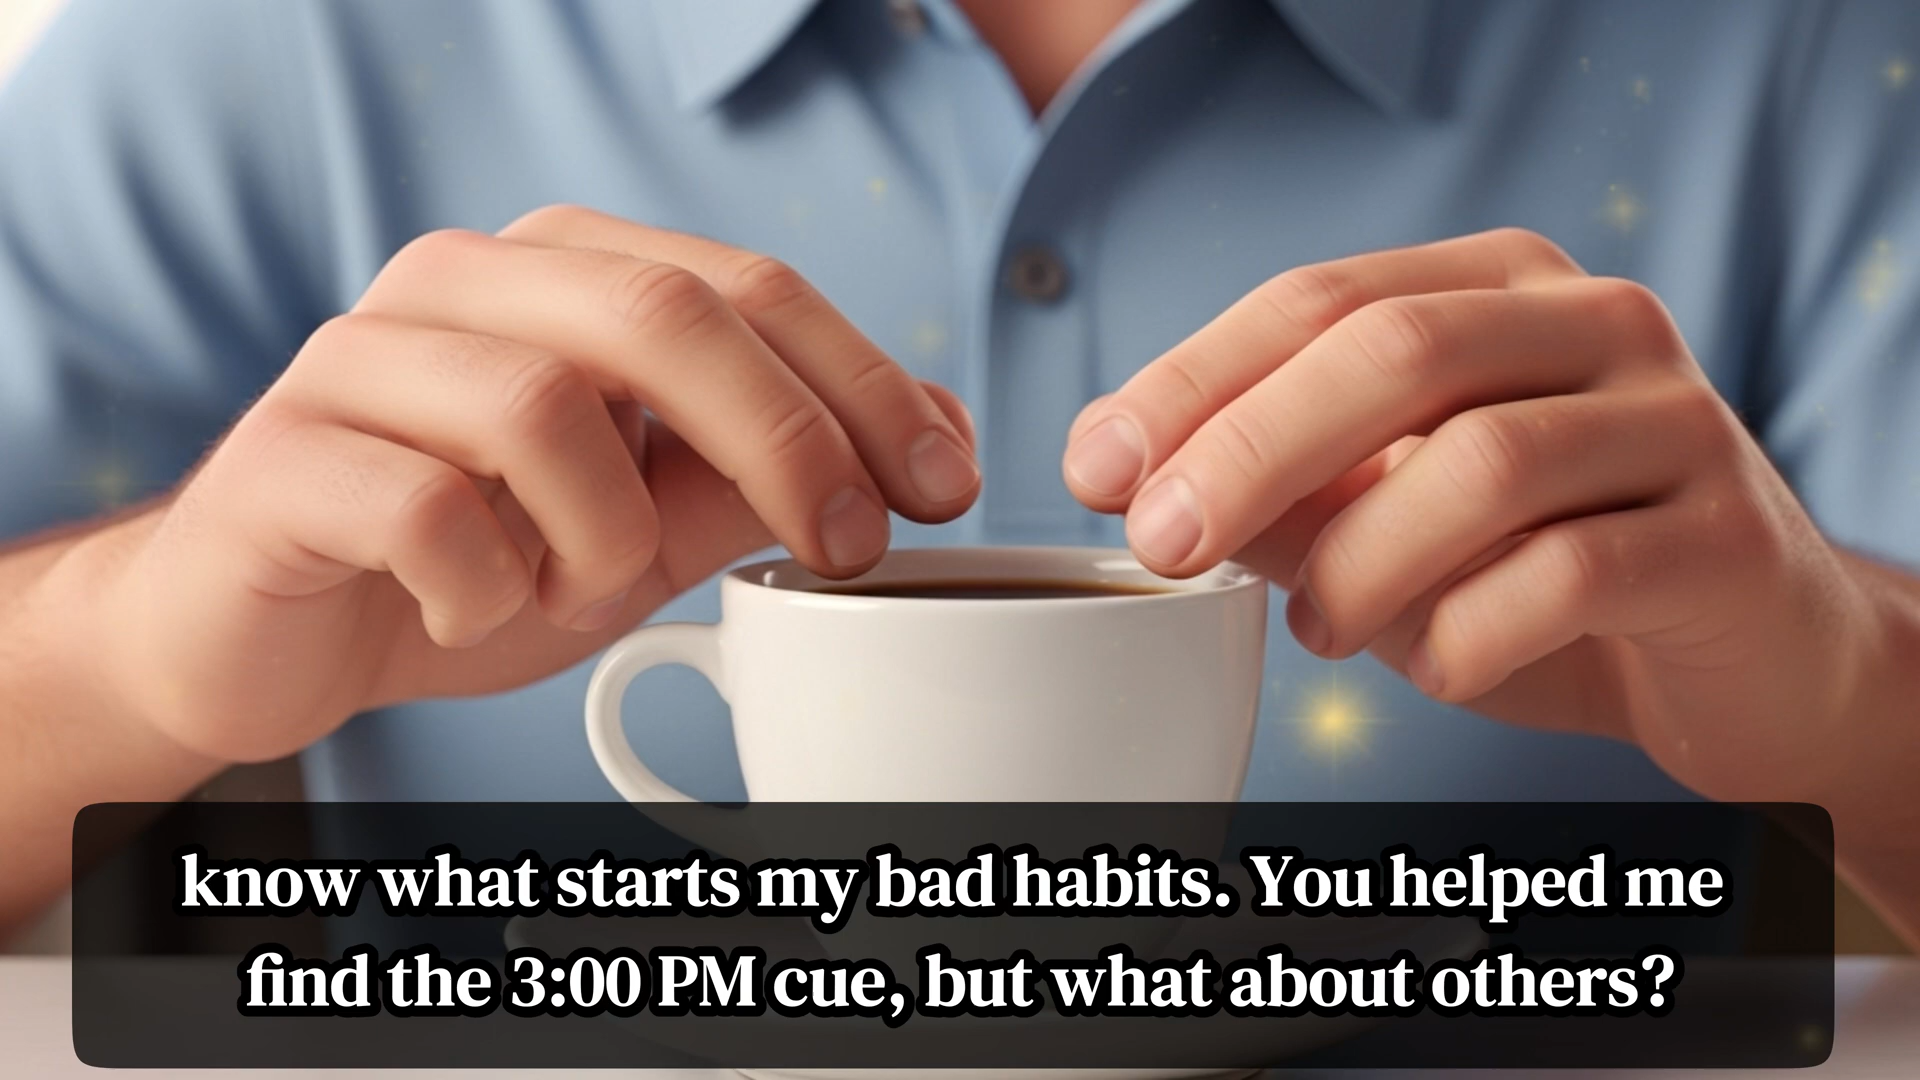 know what starts my bad habits. You helped me
find the 3:00 PM cue, but what about others?